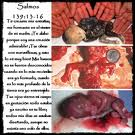 Salmos
139:13-16
Tú creaste mis entrañas;
me formaste en el vientre
de mi madre. ¡Te alabo
porque soy una creación
admirable! ¡Tus obras
son maravillosas, y esto
lo sé muy bien! Mis huesos
no te fueron desconocidos
cuando en lo más recóndito
era yo formado, cuando en
lo más profundo
de la tierra era yo
entretejido. Tus ojos vieron
mi cuerpo en gestación:
todo estaba ya escrito
en tu libro; todos mis
días se estaban diseñando,
aunque no existía
uno solo de ellos.